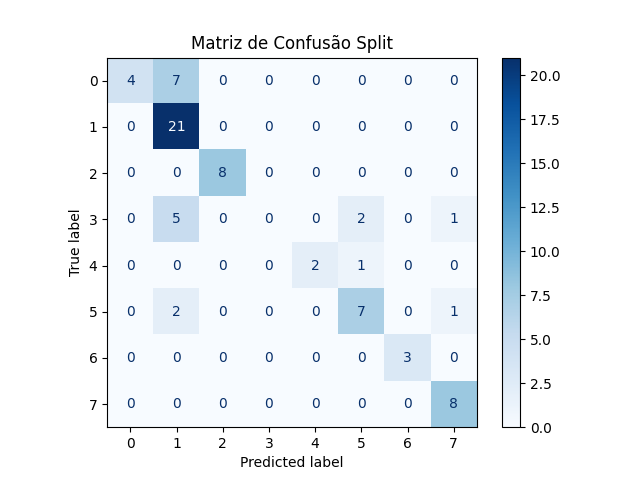 Matriz de Confusão Split
0 4 7 0 0 0 0 0 0
1 0 21 0 0 0 0 0 0
2 0 0 8 0 0 0 0 0
3 0 5 0 0 0 2 0 1
4 0 0 0 0 2 1 0 0
5 0 2 0 0 0 7 0 1
6 0 0 0 0 0 0 3 0
7 0 0 0 0 0 0 0 8
0 1 2 3 4 5 6 7
True label
Predicted label
20.0
17.5
15.0
12.5
10.0
7.5
5.0
2.5
0.0